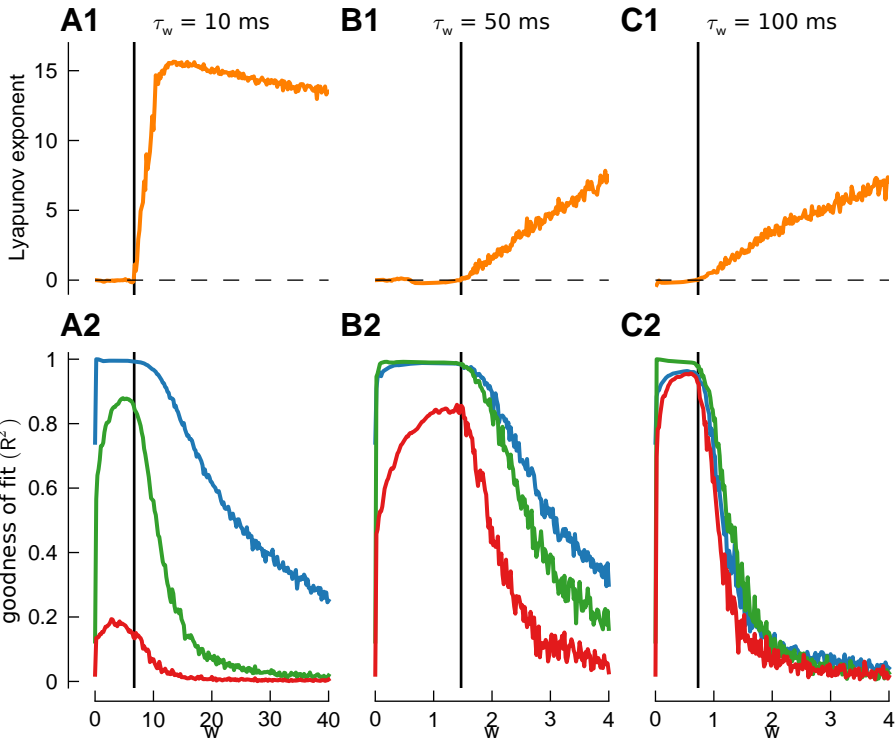 A1
τw = 10 ms
B1
τw = 50 ms
C1
τw = 100 ms
Lyapunov exponent
15
10
5
0
A2
B2
C2
goodness of fit (R²)
1
0.8
0.6
0.4
0.2
0
0 10 20 30 40
w̅
0 1 2 3 4
w̅
0 1 2 3 4
w̅